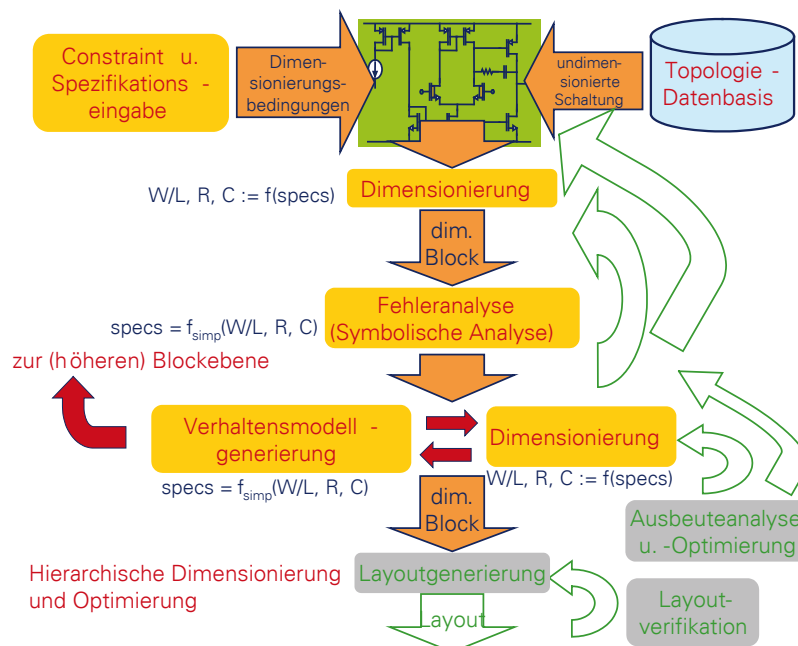 Constraint u.
Spezifikations -
eingabe
Dimen-
sionierungs-
bedingungen
undimen-
sionierte
Schaltung
Topologie -
Datenbasis
W/L, R, C := f(specs)
Dimensionierung
dim.
Block
Fehleranalyse
(Symbolische Analyse)
specs = fsimp(W/L, R, C)
zur (höheren) Blockebene
Verhaltensmodell -
generierung
Dimensionierung
specs = fsimp(W/L, R, C)
W/L, R, C := f(specs)
dim.
Block
Ausbeuteanalyse
u. -Optimierung
Hierarchische Dimensionierung
und Optimierung
Layoutgenerierung
Layout
Layout-
verifikation